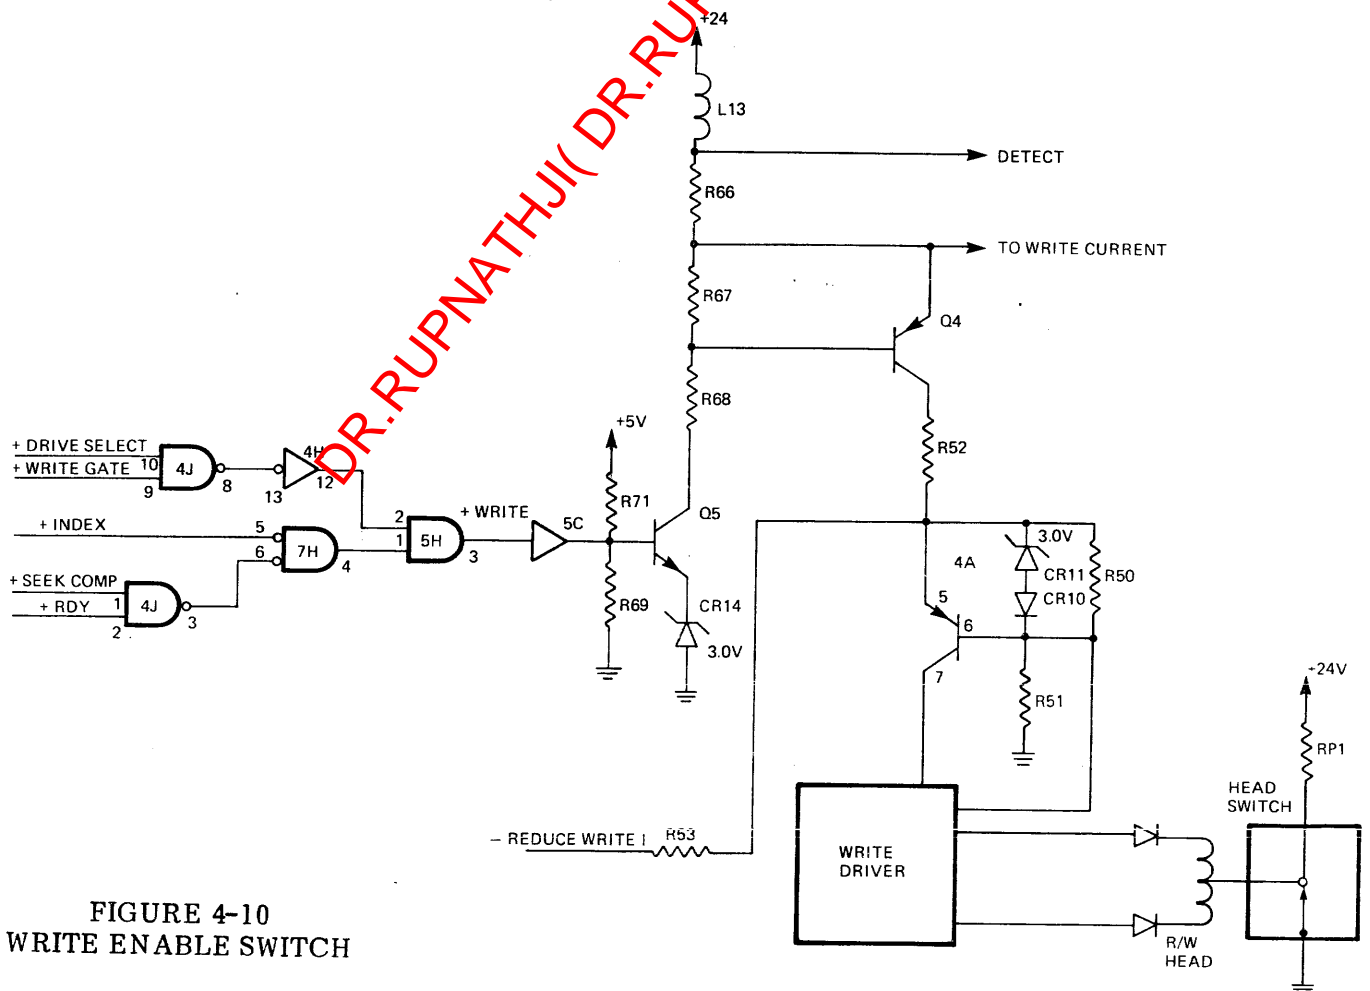 +24
L13
DETECT
R66
TO WRITE CURRENT
R67
Q4
R68
R52
+5V
+ DRIVE SELECT
+ WRITE GATE
10
9
4J
8
13
4H
12
R71
Q5
+ INDEX
5
6
7H
4
2
1
5H
3
+ WRITE
5C
+ SEEK COMP
+ RDY
1
2
4J
3
R69
CR14
3.0V
4A
3.0V
CR11
CR10
R50
5
6
7
R51
+24V
RP1
HEAD
SWITCH
- REDUCE WRITE I
R53
WRITE
DRIVER
R/W
HEAD
FIGURE 4-10
WRITE ENABLE SWITCH
DR.RUPNATHJI( DR.RUP